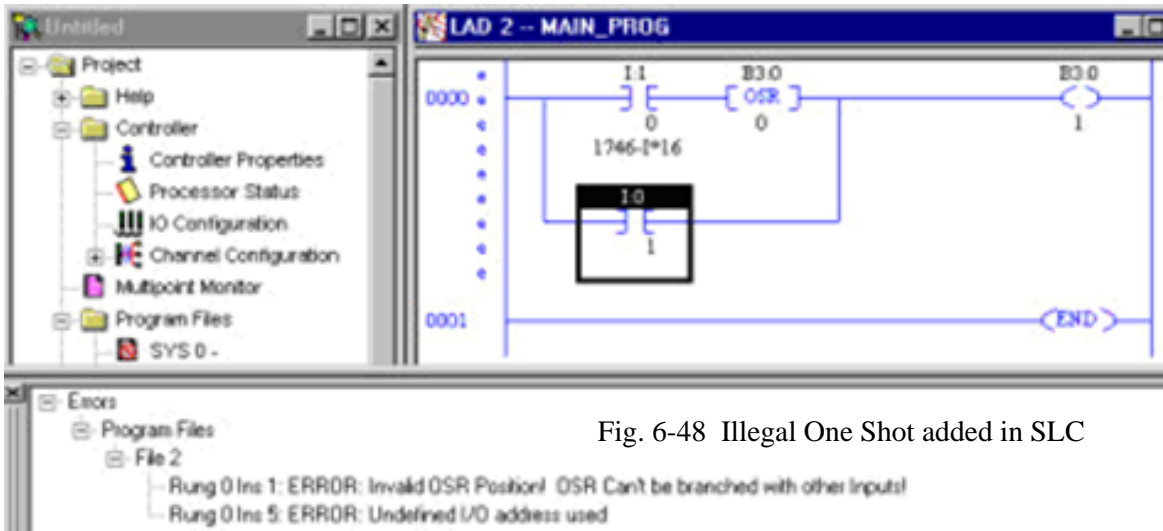 Untitled
Project
Help
Controller
Controller Properties
Processor Status
IO Configuration
Channel Configuration
Multipoint Monitor
Program Files
SYS 0 -
LAD 2 -- MAIN_PROG
0000
I:1
0
1746-I*16
B3:0
OSR
0
B3:0
1
I:0
1
0001
END
Errors
Program Files
File 2
Rung 0 Ins 1: ERROR: Invalid OSR Position! OSR Can't be branched with other Inputs!
Rung 0 Ins 5: ERROR: Undefined I/O address used
Fig. 6-48 Illegal One Shot added in SLC